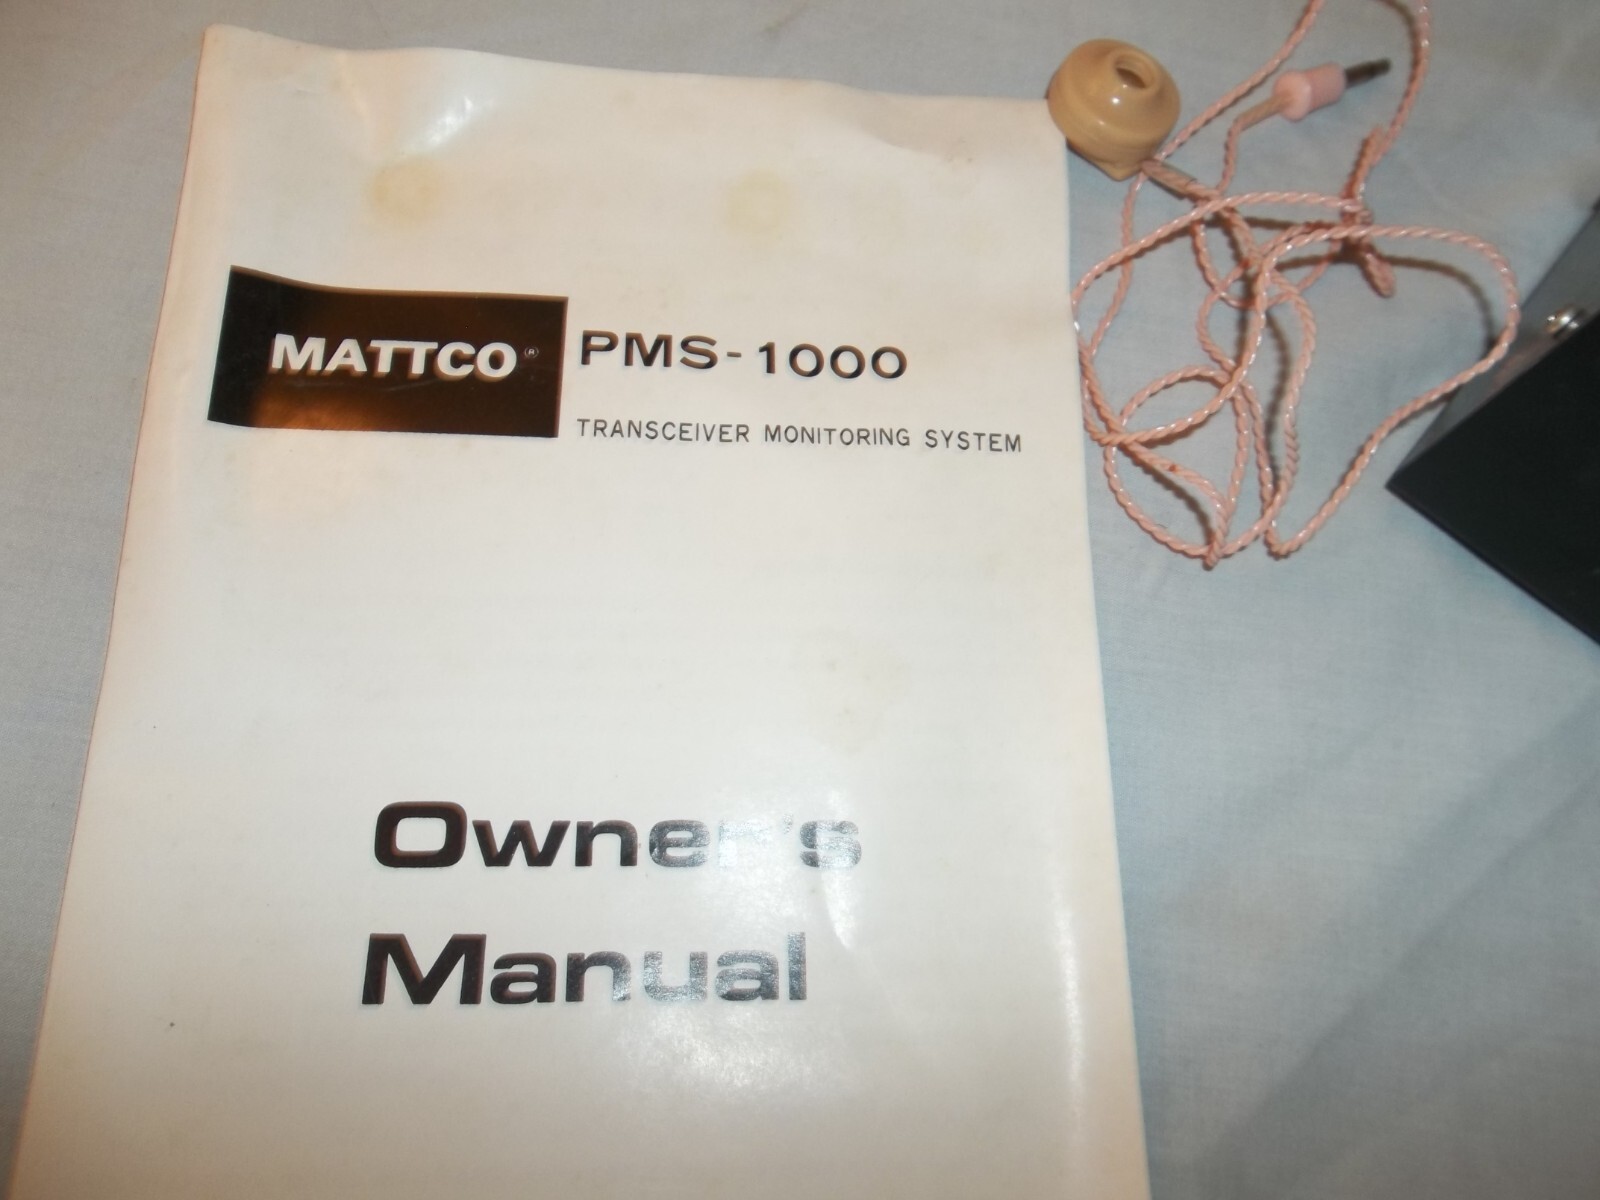 MATTCO ® PMS-1000
TRANSCEIVER MONITORING SYSTEM
Owner's
Manual